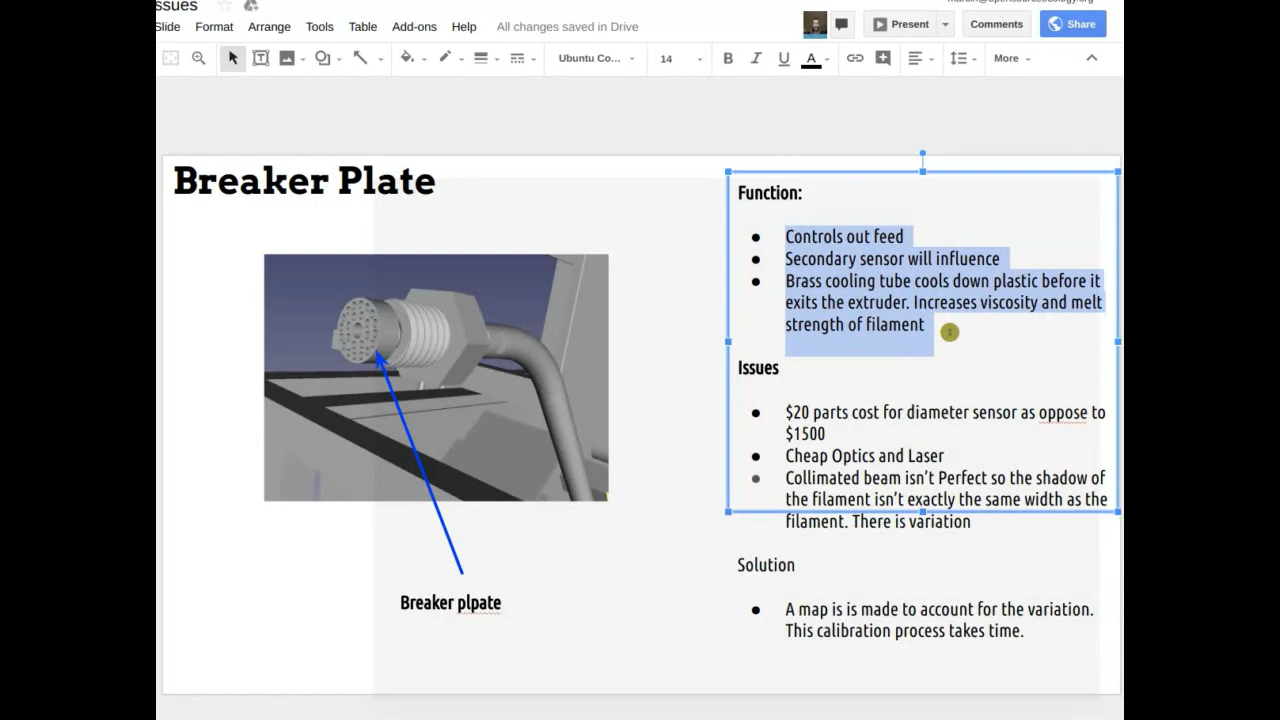 ssues
Slide Format Arrange Tools Table Add-ons Help All changes saved in Drive
Present Comments Share
Ubuntu Co... 14 B I U A More
Breaker Plate
Function:
● Controls out feed
● Secondary sensor will influence
● Brass cooling tube cools down plastic before it
exits the extruder. Increases viscosity and melt
strength of filament
Issues
● $20 parts cost for diameter sensor as oppose to
$1500
● Cheap Optics and Laser
● Collimated beam isn't Perfect so the shadow of
the filament isn't exactly the same width as the
filament. There is variation
Solution
● A map is is made to account for the variation.
This calibration process takes time.
Breaker plpate